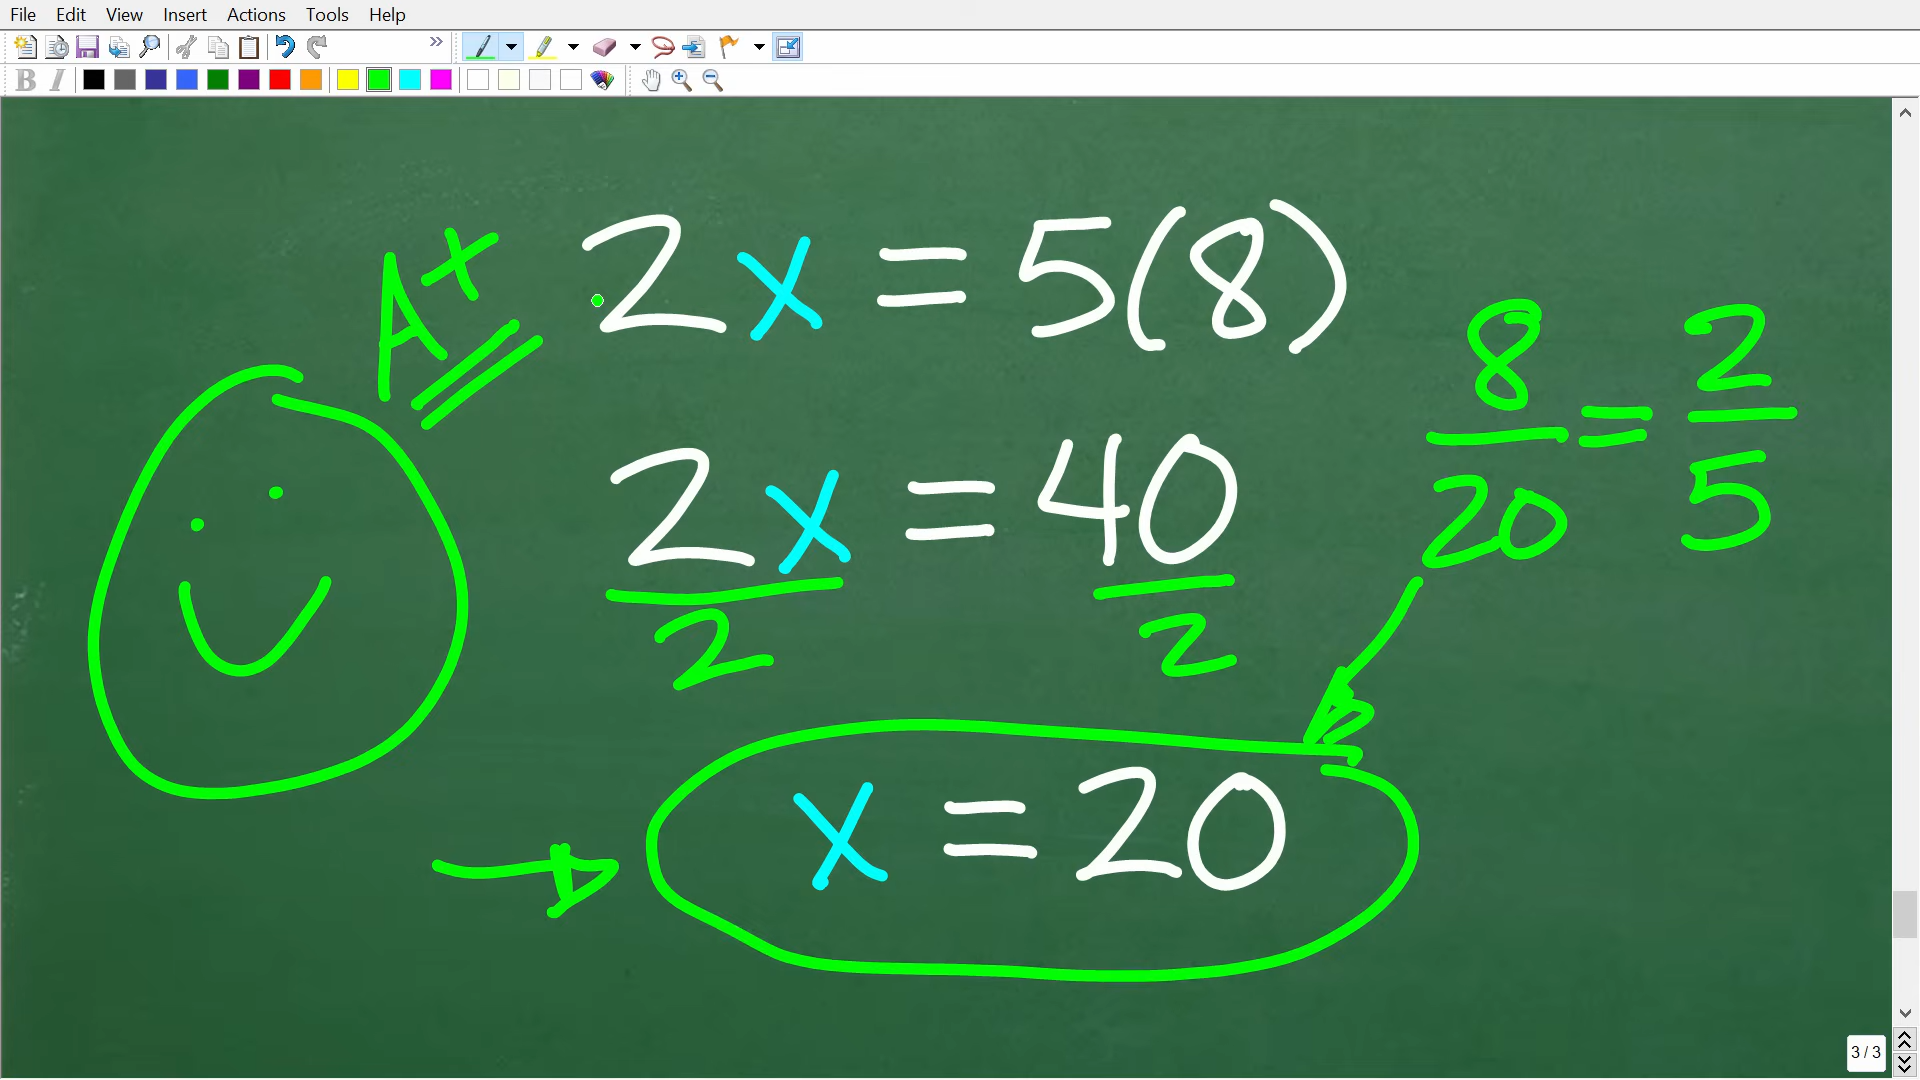 File Edit View Insert Actions Tools Help
B I
A+
2x = 5(8)
8/20 = 2/5
2x = 40
2 2
x = 20
3 / 3